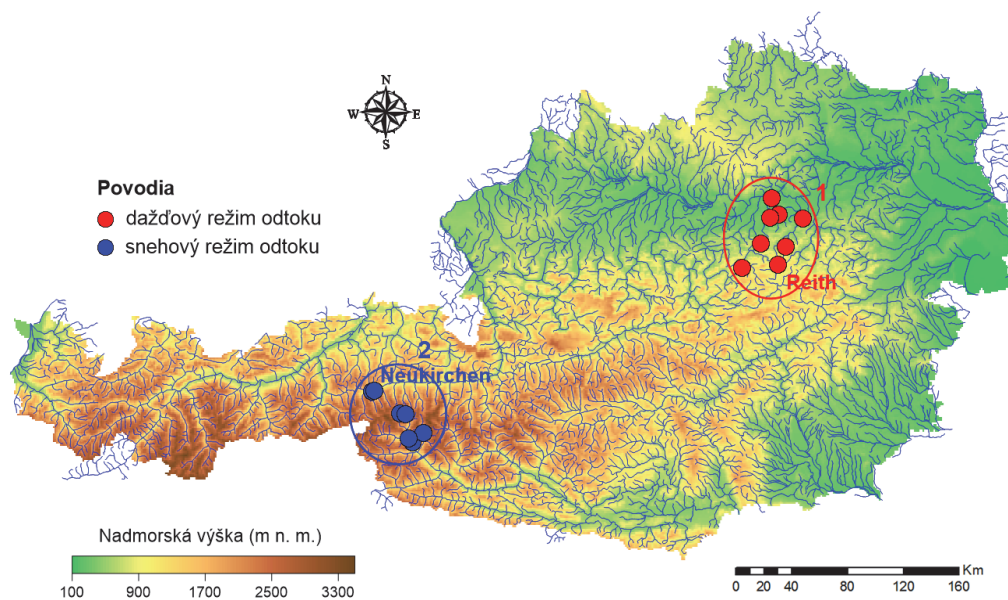 N
W E
S
Povodia
dažďový režim odtoku
snehový režim odtoku
1
Reith
2
Neukirchen
Nadmorská výška (m n. m.)
100 900 1700 2500 3300
Km
0 20 40 80 120 160